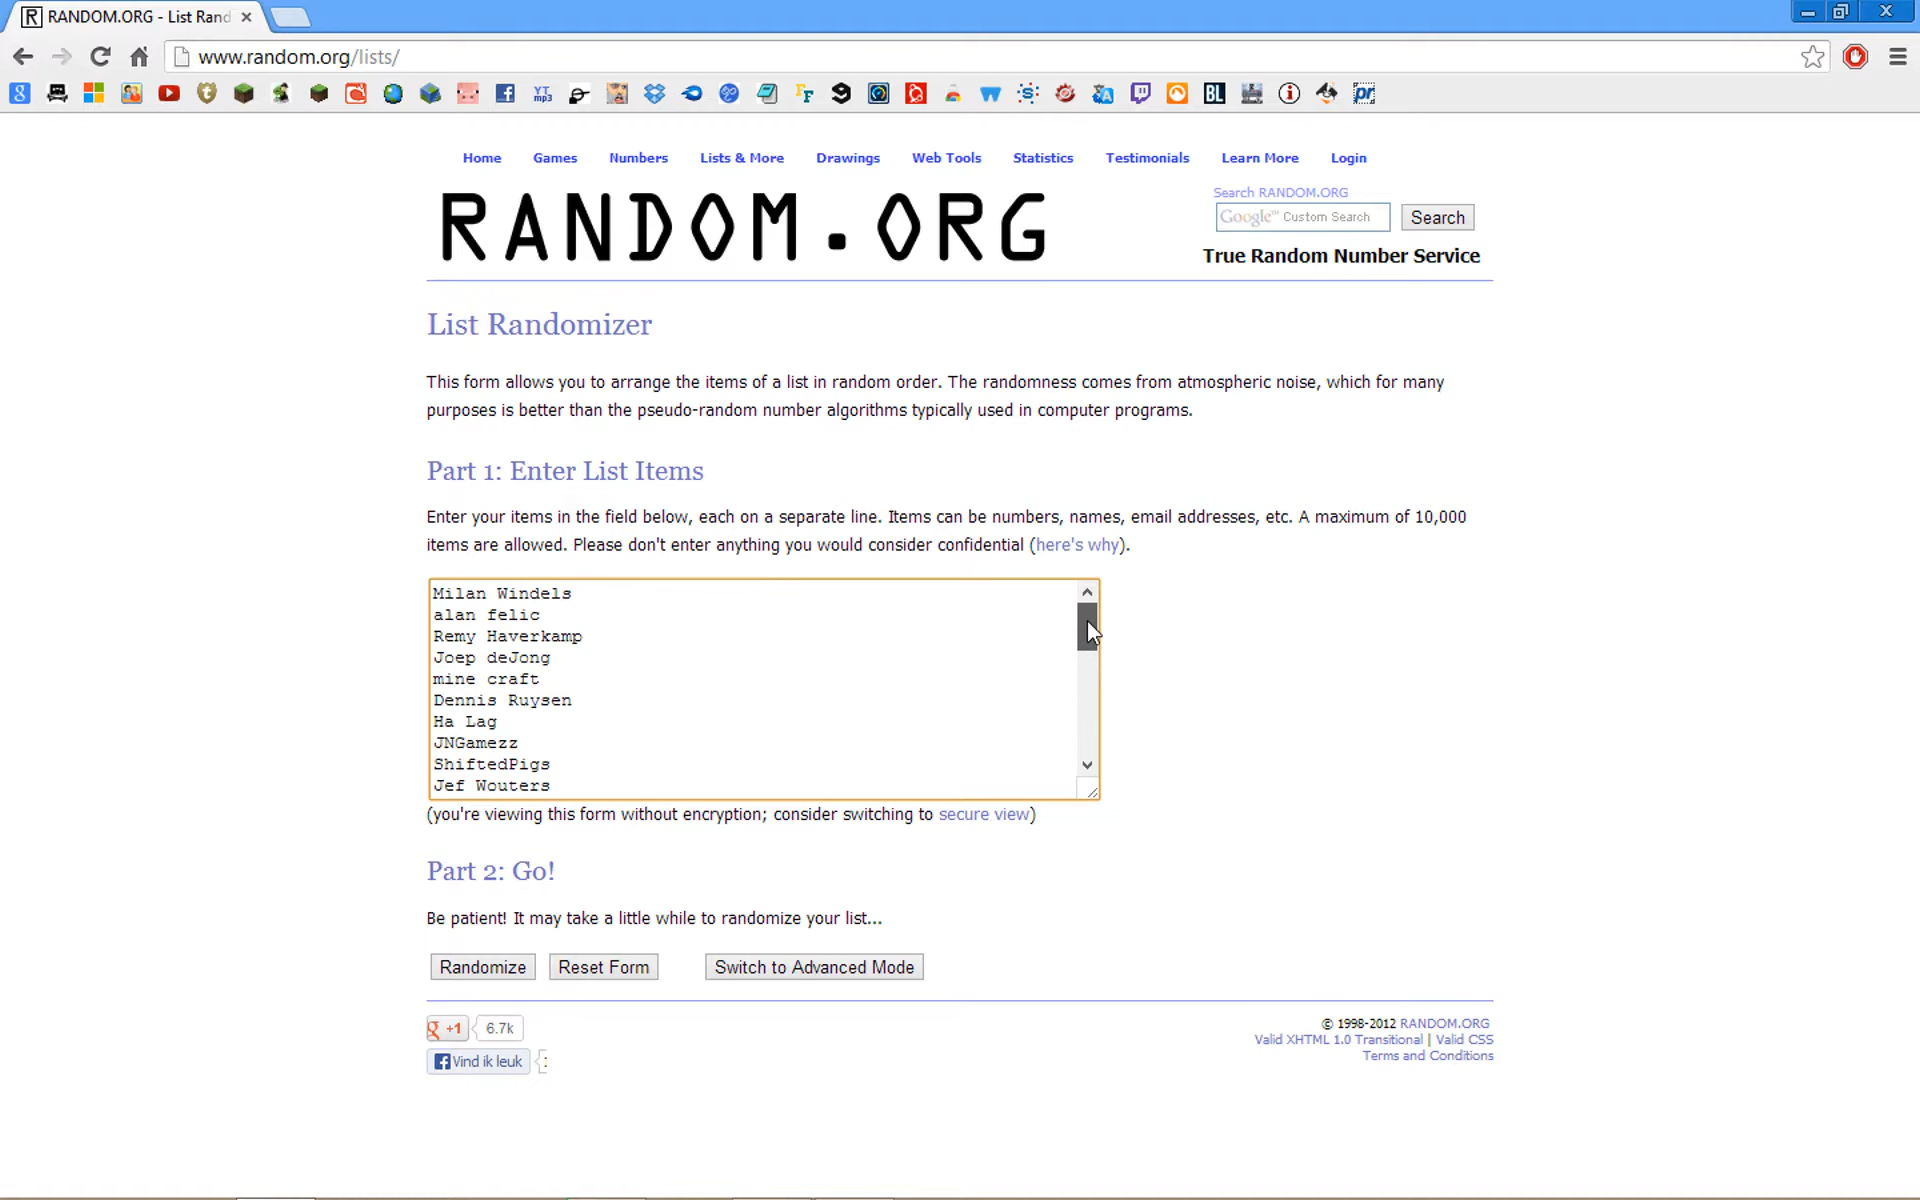 RANDOM.ORG - List Rand
www.random.org/lists/
Home Games Numbers Lists & More Drawings Web Tools Statistics Testimonials Learn More Login
Search RANDOM.ORG
RANDOM.ORG
Google™ Custom Search Search
True Random Number Service
List Randomizer
This form allows you to arrange the items of a list in random order. The randomness comes from atmospheric noise, which for many
purposes is better than the pseudo-random number algorithms typically used in computer programs.
Part 1: Enter List Items
Enter your items in the field below, each on a separate line. Items can be numbers, names, email addresses, etc. A maximum of 10,000
items are allowed. Please don't enter anything you would consider confidential (here's why).
Milan Windels
alan felic
Remy Haverkamp
Joep deJong
mine craft
Dennis Ruysen
Ha Lag
JNGamezz
ShiftedPigs
Jef Wouters
(you're viewing this form without encryption; consider switching to secure view)
Part 2: Go!
Be patient! It may take a little while to randomize your list...
Randomize Reset Form Switch to Advanced Mode
+1 6.7k
Vind ik leuk
© 1998-2012 RANDOM.ORG
Valid XHTML 1.0 Transitional | Valid CSS
Terms and Conditions